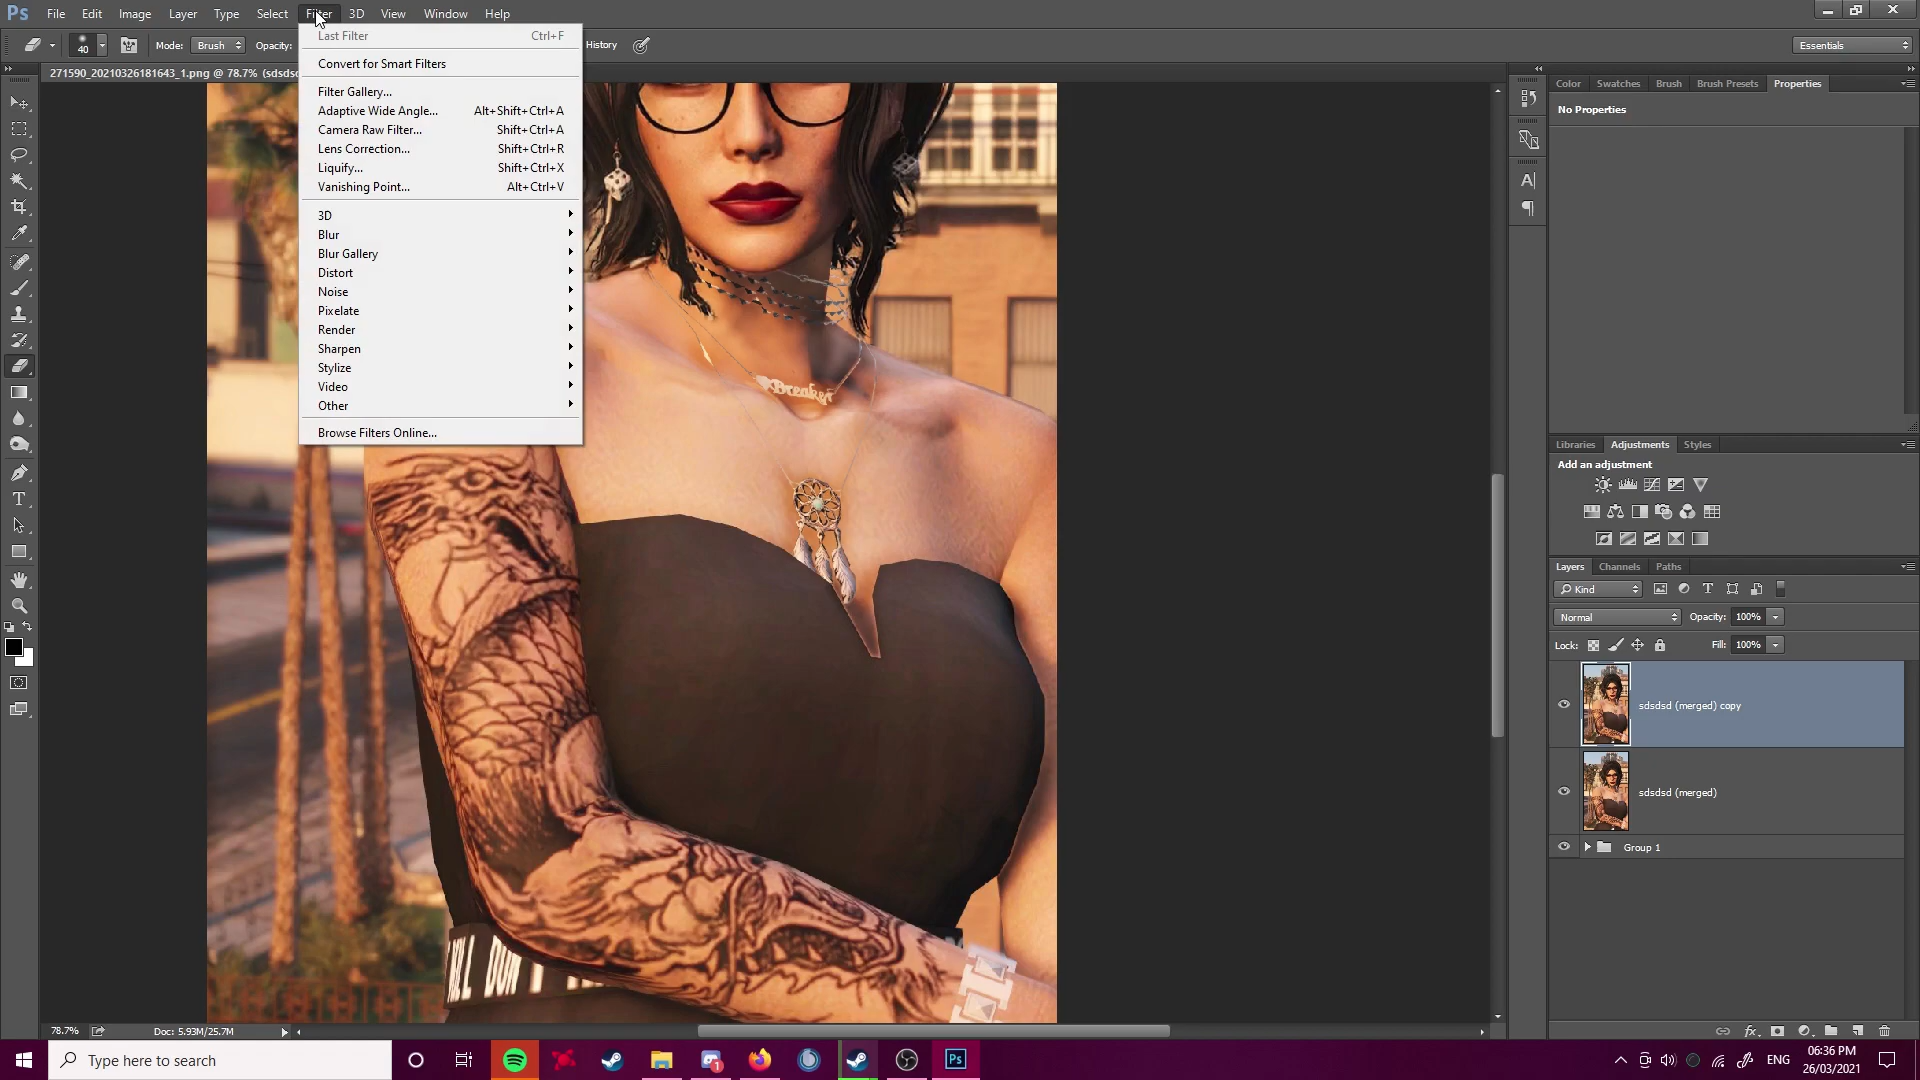 Ps File Edit Image Layer Type Select Filter 3D View Window Help
40 Mode: Brush Opacity: History Essentials
271590_20210326181643_1.png @ 78.7% (sdsdsd
Last Filter Ctrl+F
Convert for Smart Filters
Filter Gallery...
Adaptive Wide Angle... Alt+Shift+Ctrl+A
Camera Raw Filter... Shift+Ctrl+A
Lens Correction... Shift+Ctrl+R
Liquify... Shift+Ctrl+X
Vanishing Point... Alt+Ctrl+V
3D
Blur
Blur Gallery
Distort
Noise
Pixelate
Render
Sharpen
Stylize
Video
Other
Browse Filters Online...
Breaker
DON'T
Color Swatches Brush Brush Presets Properties
No Properties
Libraries Adjustments Styles
Add an adjustment
Layers Channels Paths
Kind
Normal Opacity: 100%
Lock: Fill: 100%
sdsdsd (merged) copy
sdsdsd (merged)
Group 1
78.7% Doc: 5.93M/25.7M
Type here to search
1
Ps
ENG
06:36 PM
26/03/2021